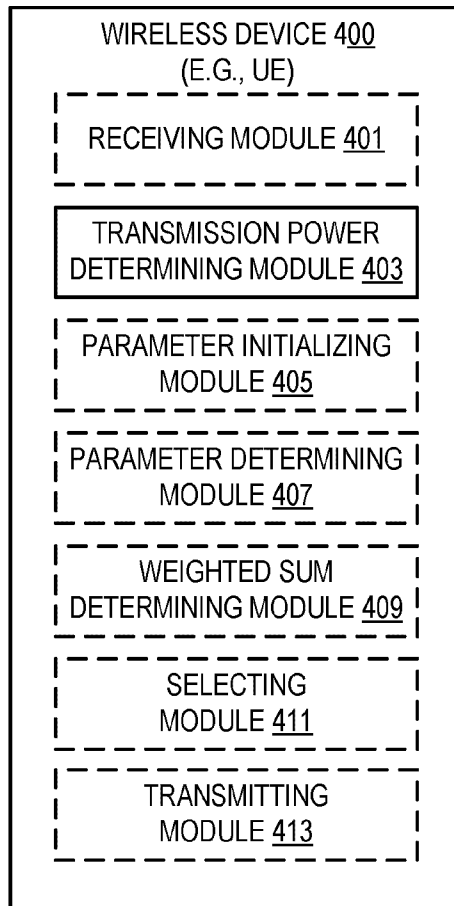 WIRELESS DEVICE 400
(E.G., UE)
RECEIVING MODULE 401
TRANSMISSION POWER
DETERMINING MODULE 403
PARAMETER INITIALIZING
MODULE 405
PARAMETER DETERMINING
MODULE 407
WEIGHTED SUM
DETERMINING MODULE 409
SELECTING
MODULE 411
TRANSMITTING
MODULE 413